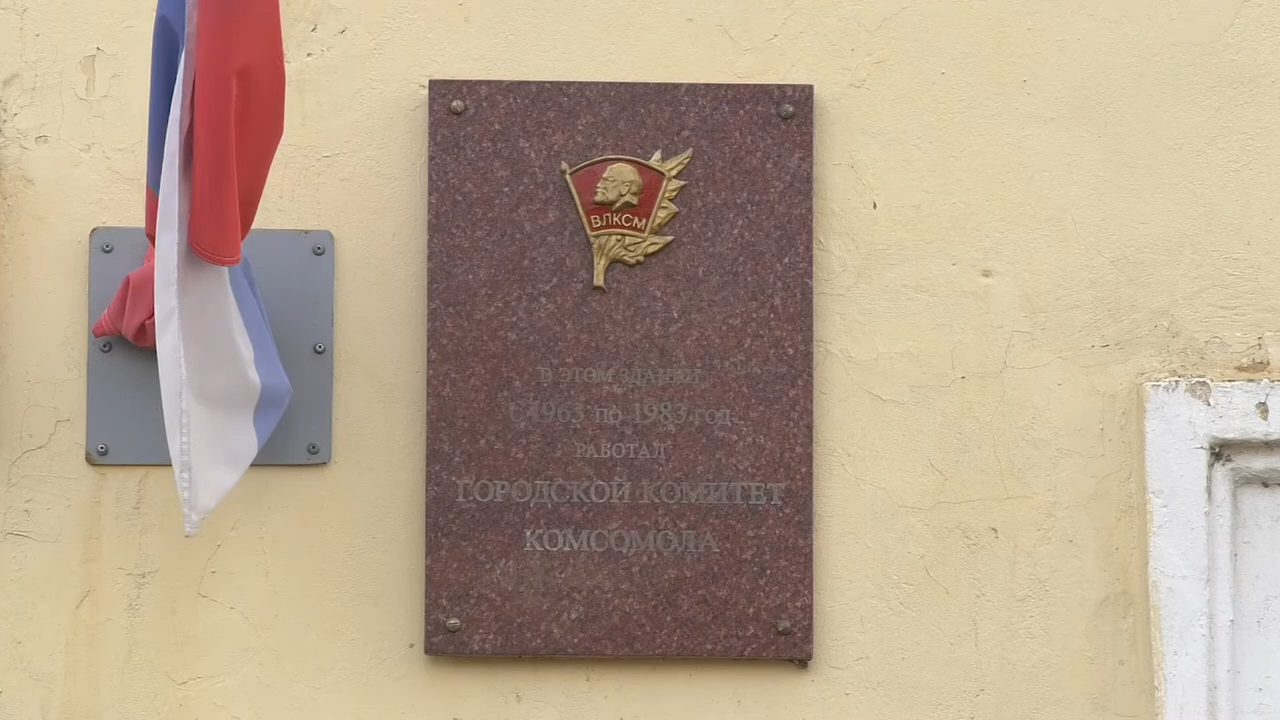 ВЛКСМ
В ЭТОМ ЗДАНИИ
С 1963 по 1983 год
РАБОТАЛ
ГОРОДСКОЙ КОМИТЕТ
КОМСОМОЛА